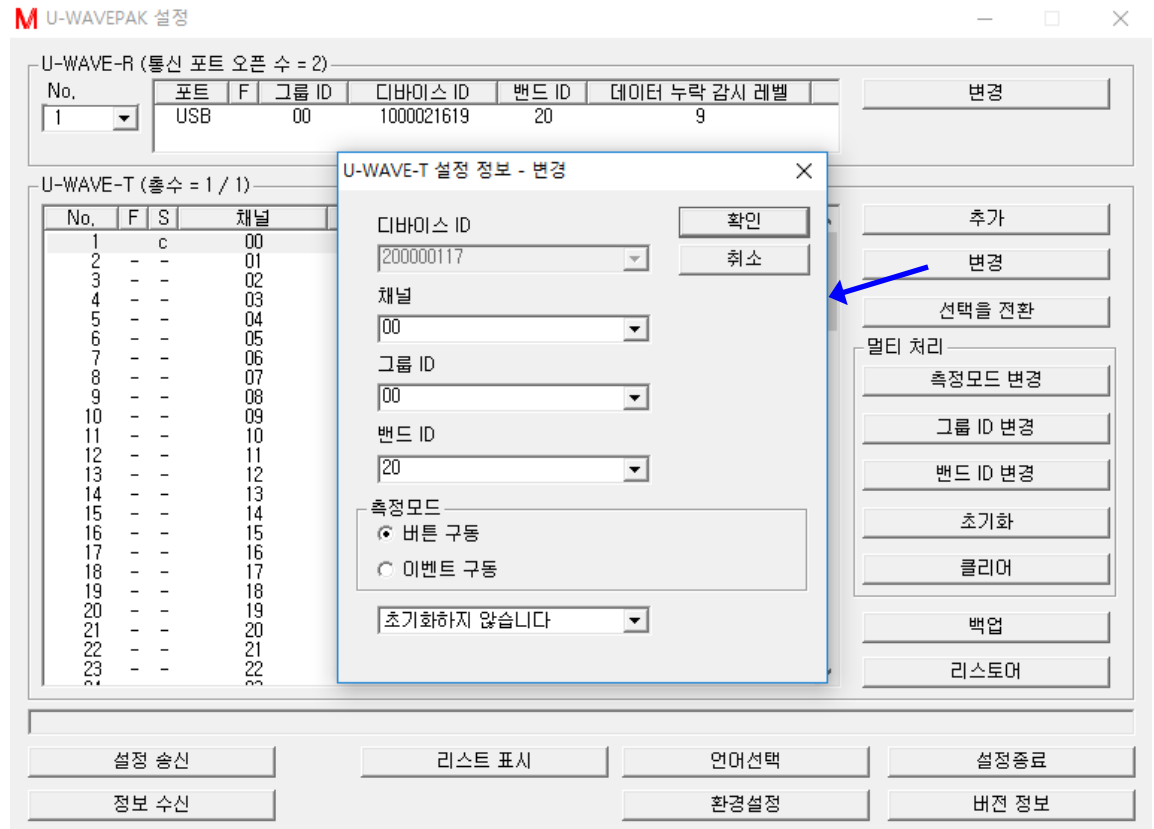 M U-WAVEPAK 설정
U-WAVE-R (통신 포트 오픈 수 = 2)
No.
포트 F 그룹 ID 디바이스 ID 밴드 ID 데이터 누락 감시 레벨
변경
1 USB 00 1000021619 20 9
U-WAVE-T (총수 = 1 / 1)
No. F S 채널
1 c 00
2 - - 01
3 - - 02
4 - - 03
5 - - 04
6 - - 05
7 - - 06
8 - - 07
9 - - 08
10 - - 09
11 - - 10
12 - - 11
13 - - 12
14 - - 13
15 - - 14
16 - - 15
17 - - 16
18 - - 17
19 - - 18
20 - - 19
21 - - 20
22 - - 21
23 - - 22
U-WAVE-T 설정 정보 - 변경
디바이스 ID
확인
200000117
취소
채널
00
그룹 ID
00
밴드 ID
20
측정모드
버튼 구동
이벤트 구동
초기화하지 않습니다
추가
변경
선택을 전환
멀티 처리
측정모드 변경
그룹 ID 변경
밴드 ID 변경
초기화
클리어
백업
리스토어
설정 송신 리스트 표시 언어선택 설정종료
정보 수신 환경설정 버전 정보